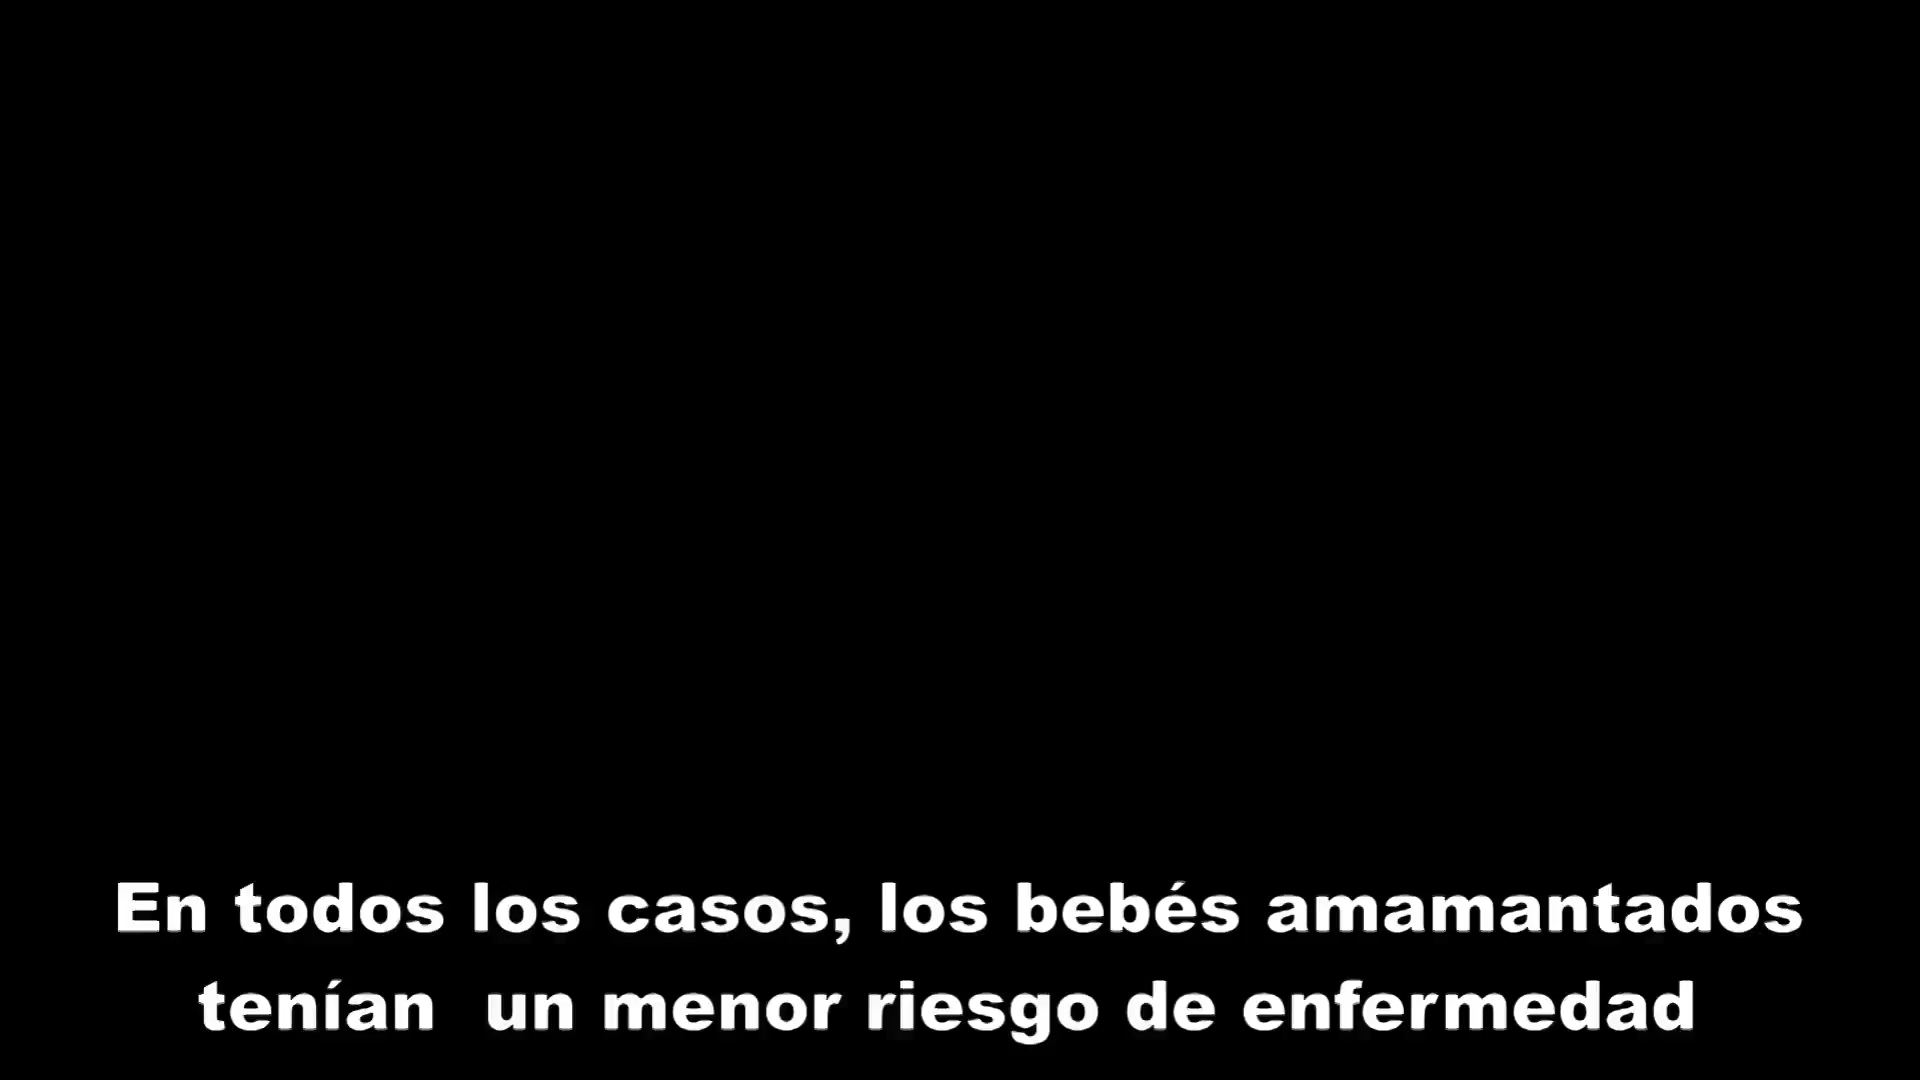 En todos los casos, los bebés amamantados
tenían  un menor riesgo de enfermedad